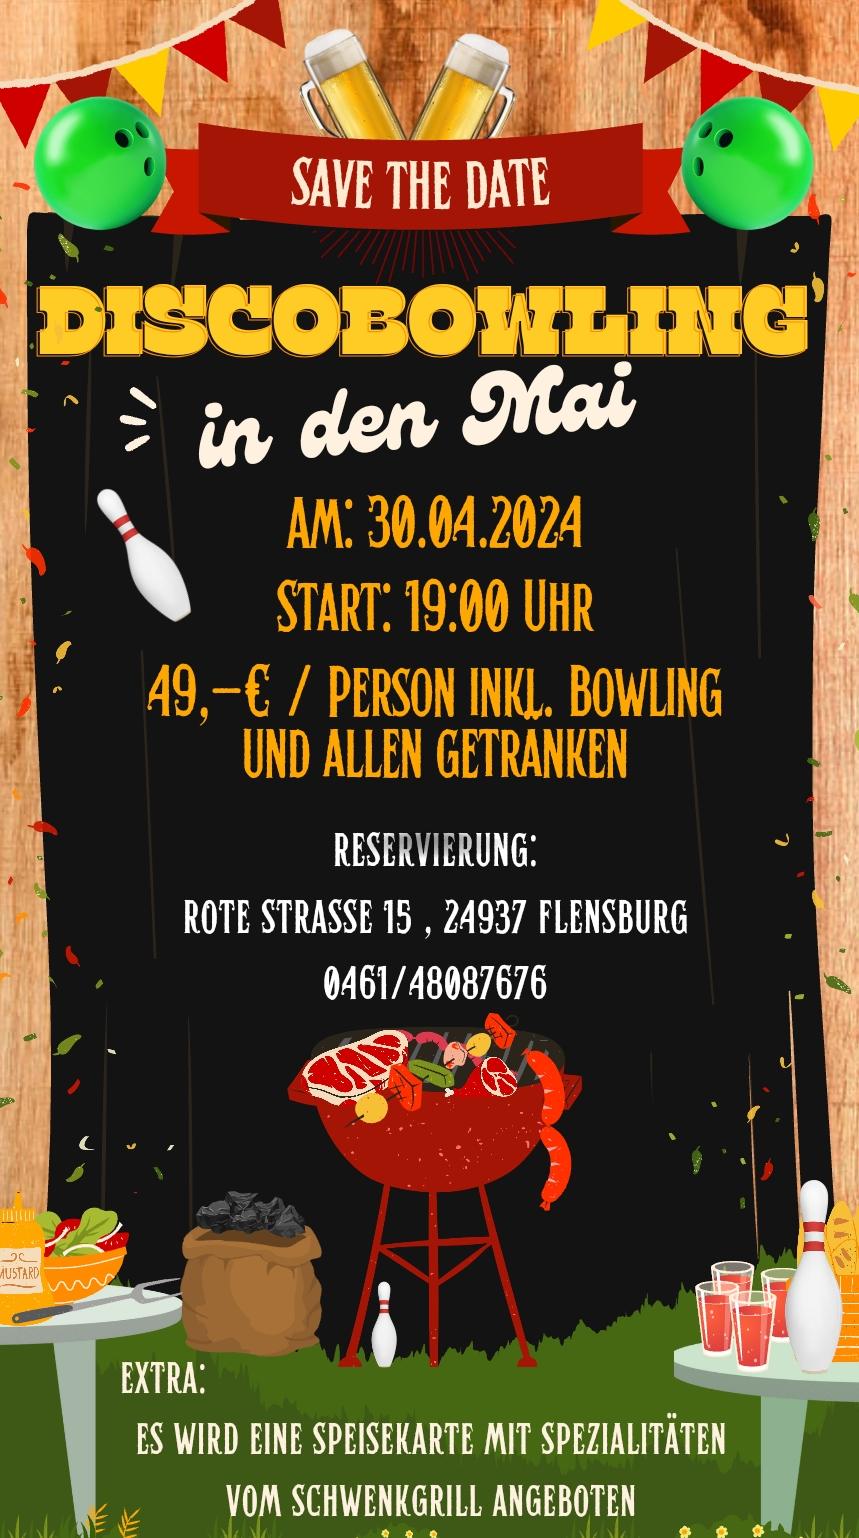 SAVE THE DATE
DISCOBOWLING
in den Mai
AM: 30.04.2024
START: 19:00 UHR
49,-€ / PERSON INKL. BOWLING
UND ALLEN GETRÄNKEN
RESERVIERUNG:
ROTE STRASSE 15 , 24937 FLENSBURG
0461/48087676
MUSTARD
EXTRA:
ES WIRD EINE SPEISEKARTE MIT SPEZIALITÄTEN
VOM SCHWENKGRILL ANGEBOTEN